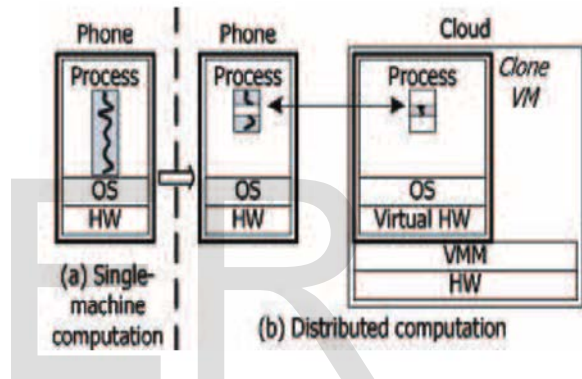 Phone
Process
OS
HW
(a) Single-
machine
computation
Phone
Process
OS
HW
Cloud
Clone
VM
Process
OS
Virtual HW
VMM
HW
(b) Distributed computation
ER